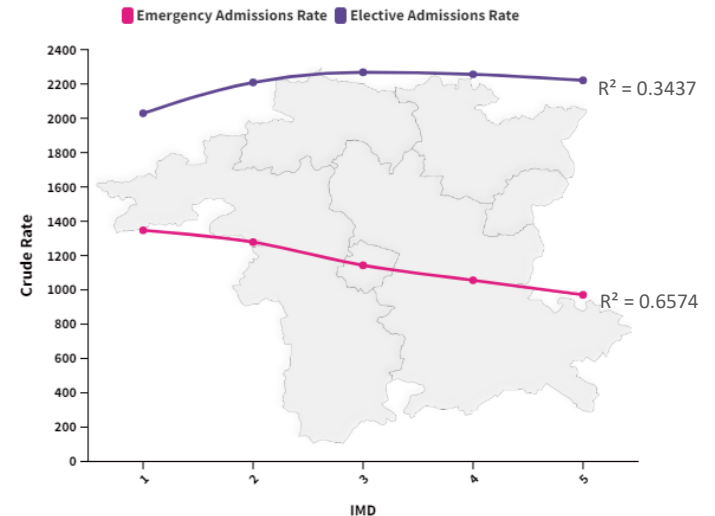 Emergency Admissions Rate Elective Admissions Rate
2400
2200
2000
1800
1600
1400
1200
1000
800
600
400
200
0
Crude Rate
R² = 0.3437
R² = 0.6574
1 2 3 4 5
IMD